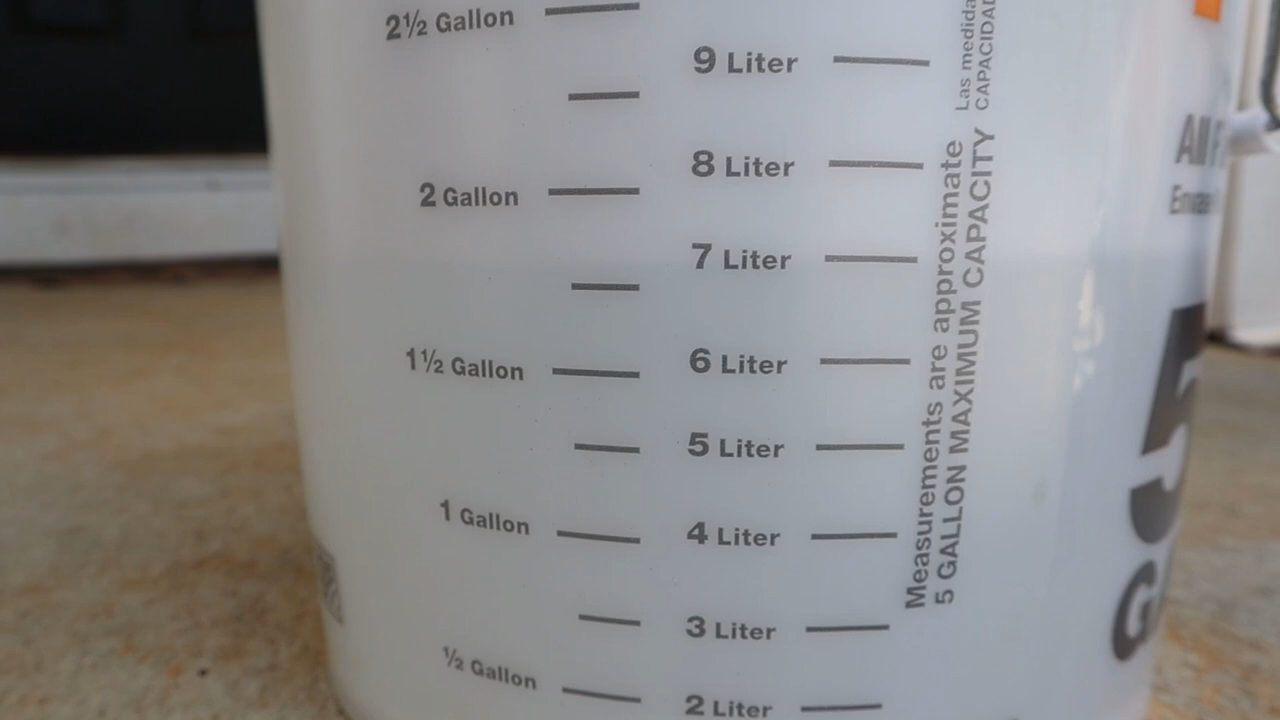 2½ Gallon
2 Gallon
1½ Gallon
1 Gallon
½ Gallon
9 Liter
8 Liter
7 Liter
6 Liter
5 Liter
4 Liter
3 Liter
2 Liter
Measurements are approximate
5 GALLON MAXIMUM CAPACITY
Las medida
CAPACIDAD
All
5
G